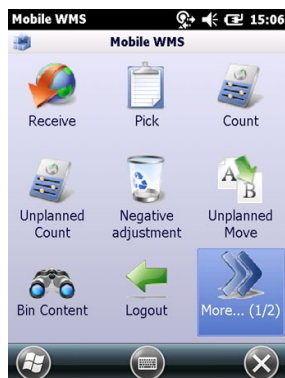 Mobile WMS 15:06
Mobile WMS
Receive Pick Count
Unplanned Negative Unplanned
Count adjustment Move
A B
Bin Content Logout More... (1/2)